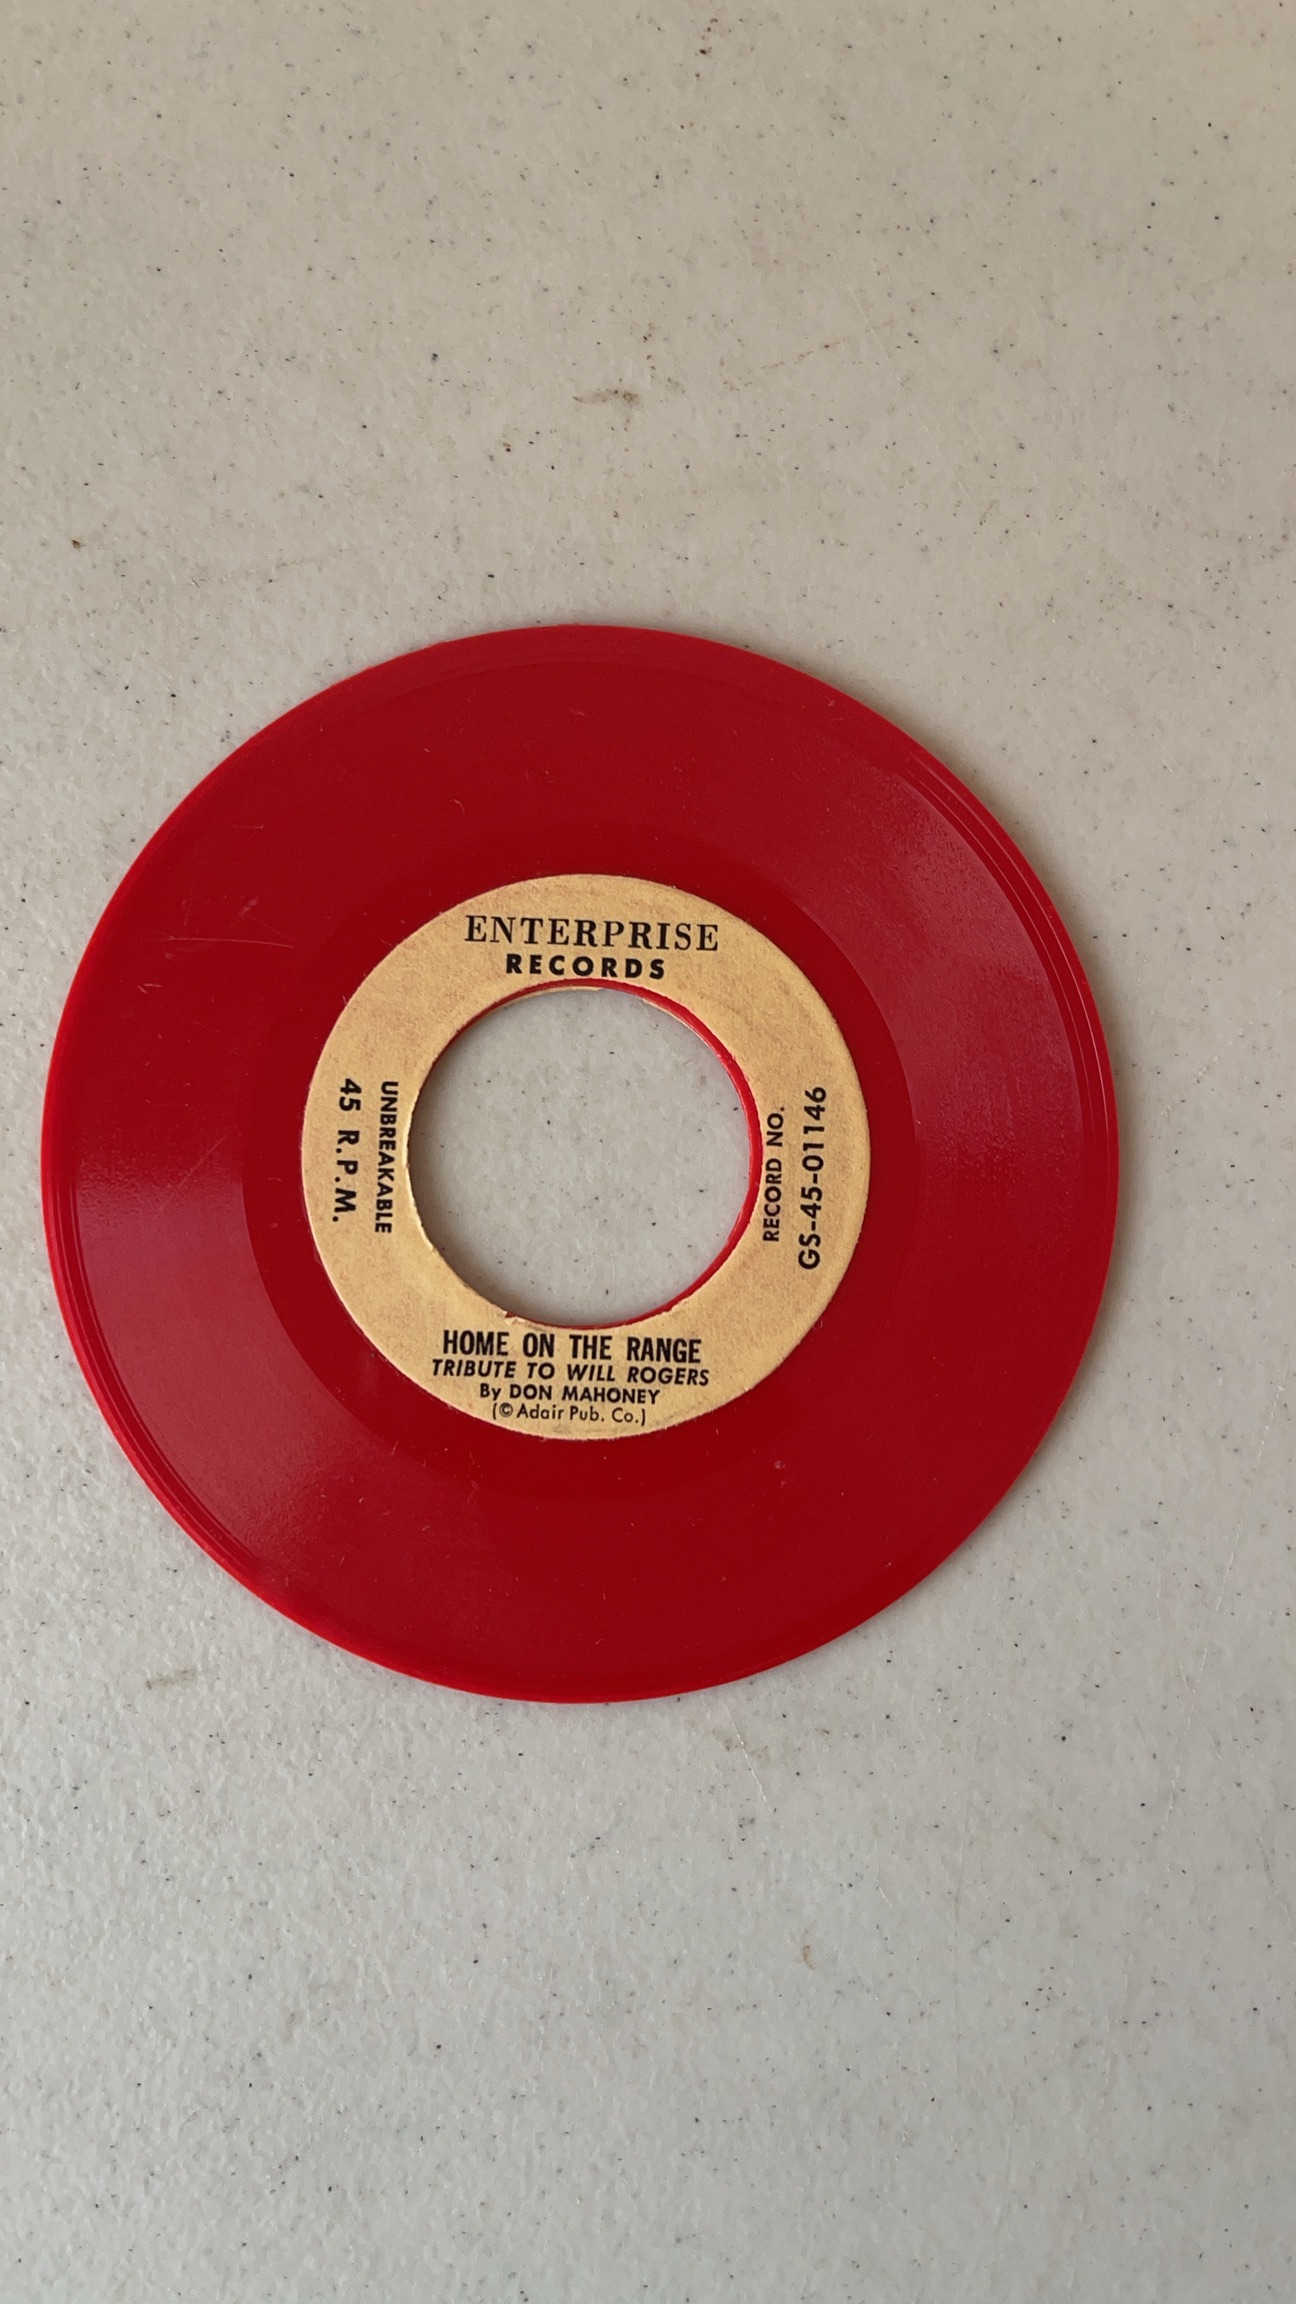 ENTERPRISE
RECORDS
UNBREAKABLE
45 R.P.M.
RECORD NO.
GS-45-01146
HOME ON THE RANGE
TRIBUTE TO WILL ROGERS
By DON MAHONEY
(© Adair Pub. Co.)